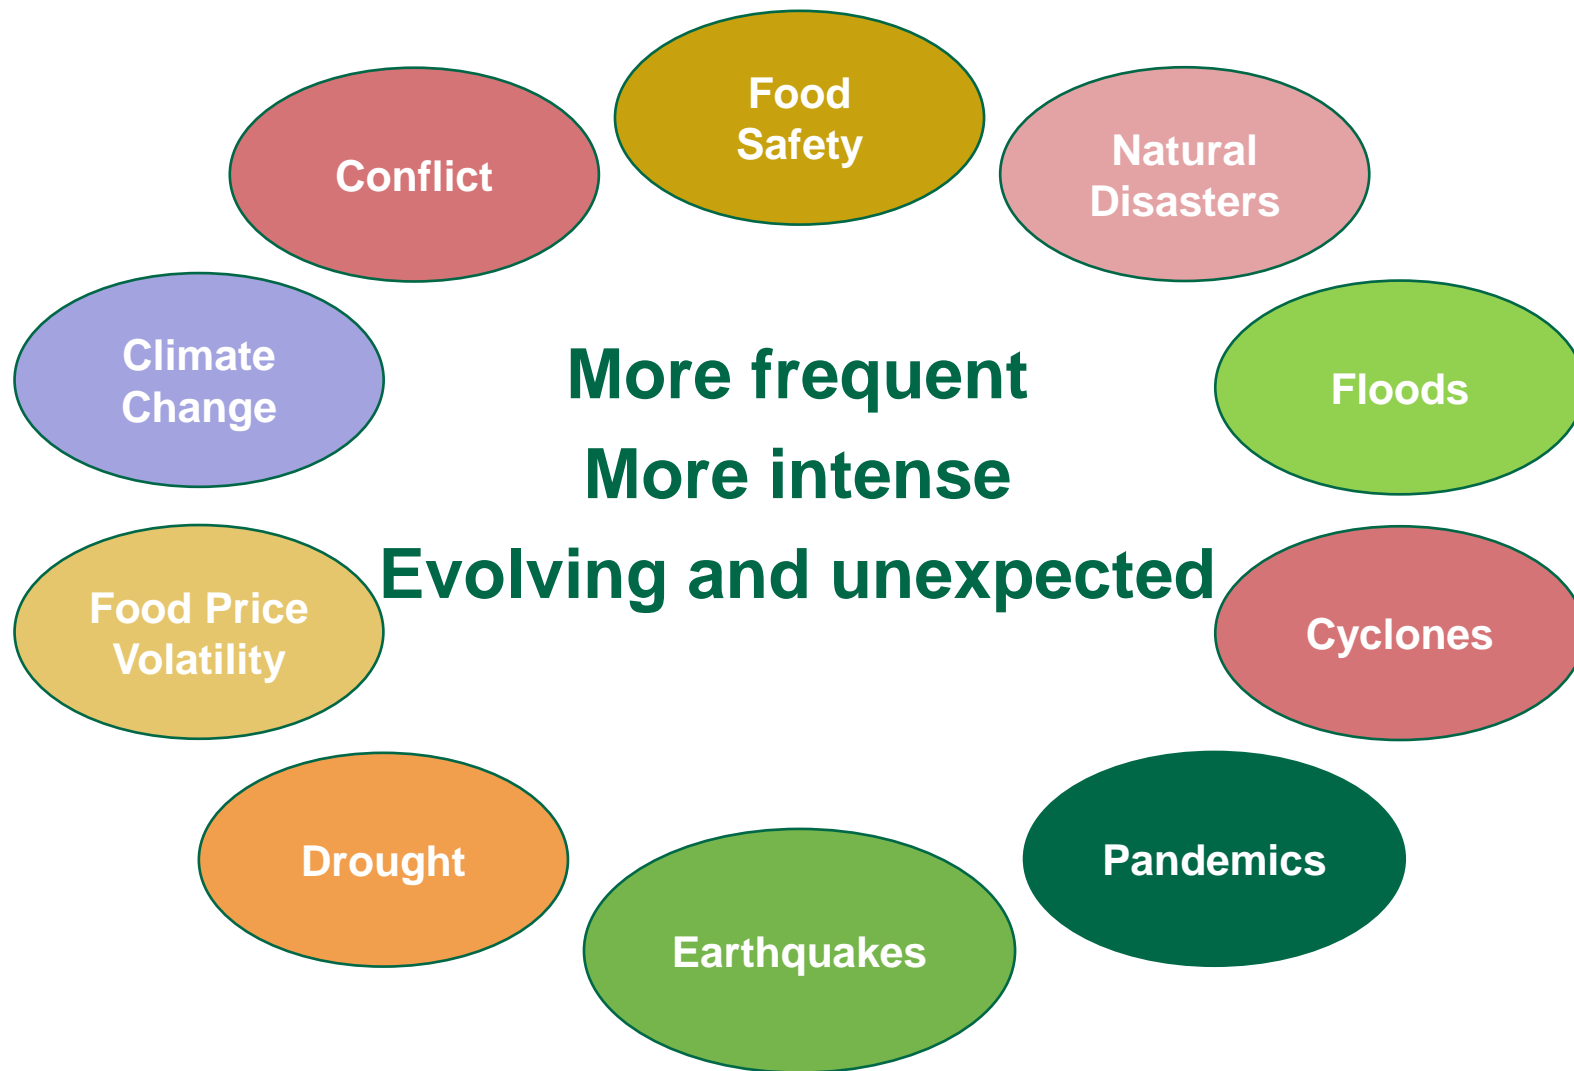 Food
Safety
Natural
Disasters
Conflict
Climate
Change
More frequent
More intense
Evolving and unexpected
Floods
Food Price
Volatility
Cyclones
Drought
Pandemics
Earthquakes